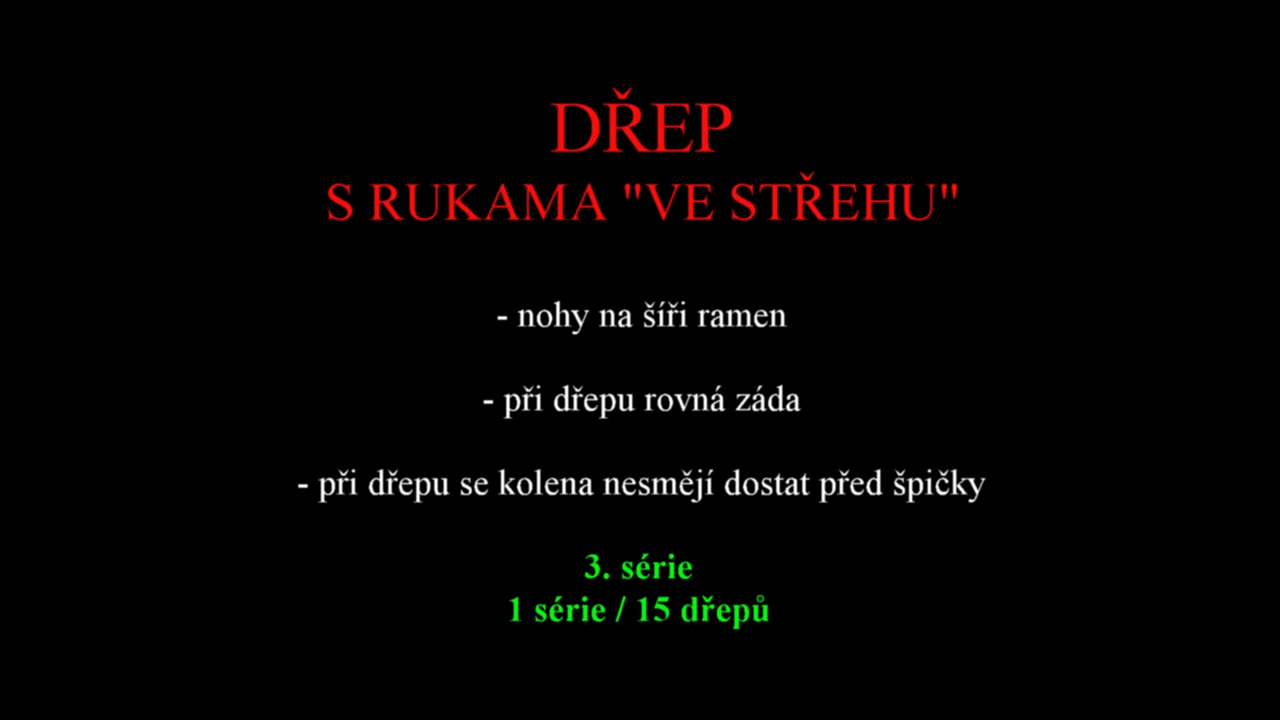 DŘEP
S RUKAMA "VE STŘEHU"
- nohy na šíři ramen
- při dřepu rovná záda
- při dřepu se kolena nesmějí dostat před špičky
3. série
1 série / 15 dřepů